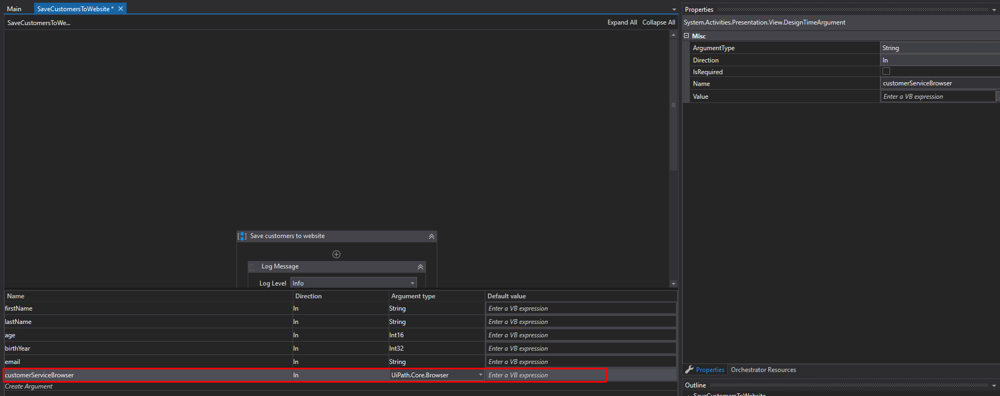 Main
SaveCustomersToWebsite *
SaveCustomersToWe...
Expand All Collapse All
Save customers to website
Log Message
Log Level Info
Name Direction Argument type Default value
firstName In String Enter a VB expression
lastName In String Enter a VB expression
age In Int16 Enter a VB expression
birthYear In Int32 Enter a VB expression
email In String Enter a VB expression
customerServiceBrowser In UiPath.Core.Browser Enter a VB expression
Create Argument
Properties
System.Activities.Presentation.View.DesignTimeArgument
Misc
ArgumentType String
Direction In
IsRequired
Name customerServiceBrowser
Value Enter a VB expression
Properties Orchestrator Resources
Outline
SaveCustomersToWebsite